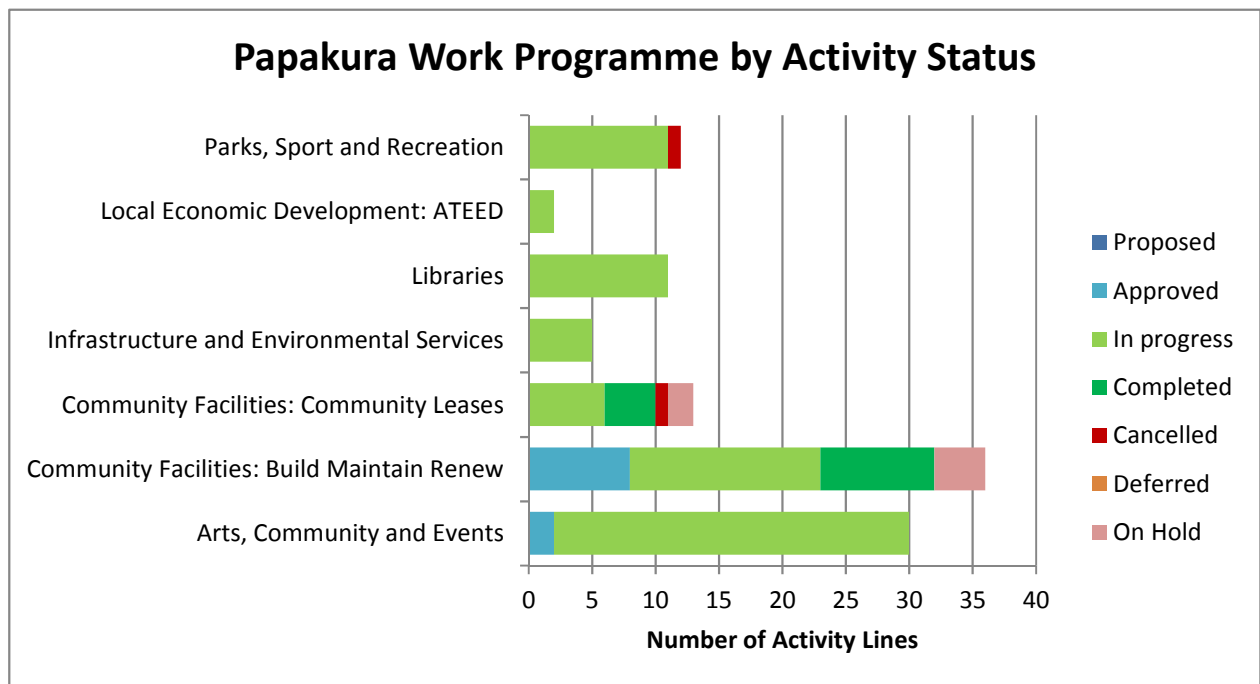 Papakura Work Programme by Activity Status
Parks, Sport and Recreation
Local Economic Development: ATEED
Libraries
Infrastructure and Environmental Services
Community Facilities: Community Leases
Community Facilities: Build Maintain Renew
Arts, Community and Events
0 5 10 15 20 25 30 35 40
Number of Activity Lines
Proposed
Approved
In progress
Completed
Cancelled
Deferred
On Hold